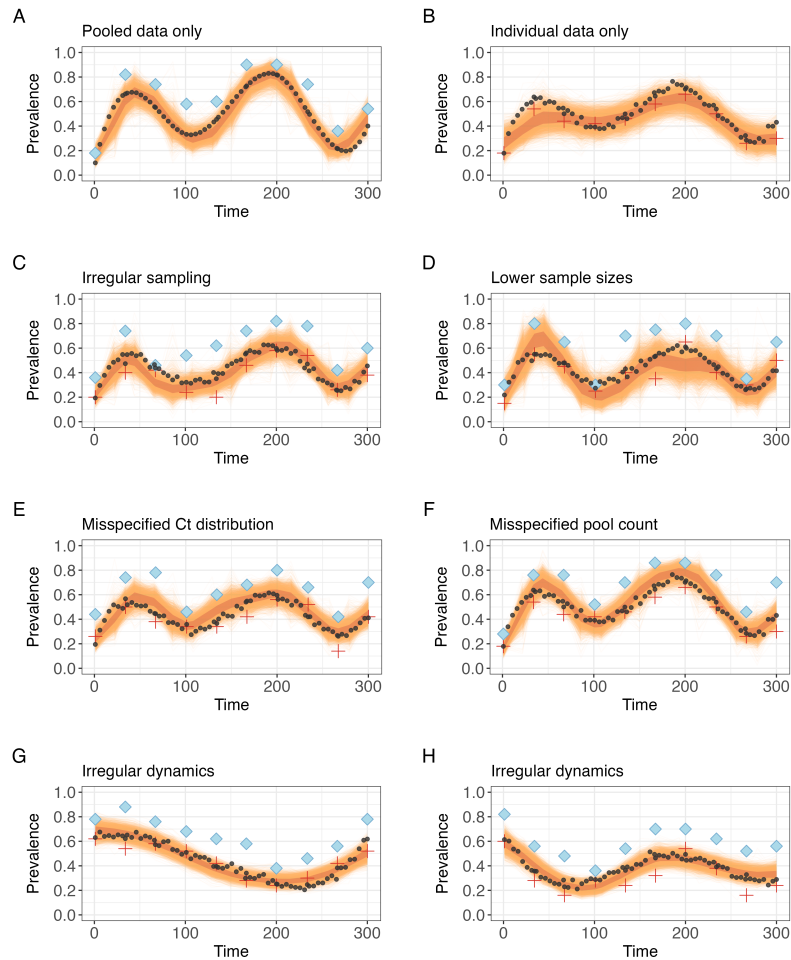 A
Pooled data only
Prevalence
1.0
0.8
0.6
0.4
0.2
0.0
0 100 200 300
Time
B
Individual data only
Prevalence
1.0
0.8
0.6
0.4
0.2
0.0
0 100 200 300
Time
C
Irregular sampling
Prevalence
1.0
0.8
0.6
0.4
0.2
0.0
0 100 200 300
Time
D
Lower sample sizes
Prevalence
1.0
0.8
0.6
0.4
0.2
0.0
0 100 200 300
Time
E
Misspecified Ct distribution
Prevalence
1.0
0.8
0.6
0.4
0.2
0.0
0 100 200 300
Time
F
Misspecified pool count
Prevalence
1.0
0.8
0.6
0.4
0.2
0.0
0 100 200 300
Time
G
Irregular dynamics
Prevalence
1.0
0.8
0.6
0.4
0.2
0.0
0 100 200 300
Time
H
Irregular dynamics
Prevalence
1.0
0.8
0.6
0.4
0.2
0.0
0 100 200 300
Time